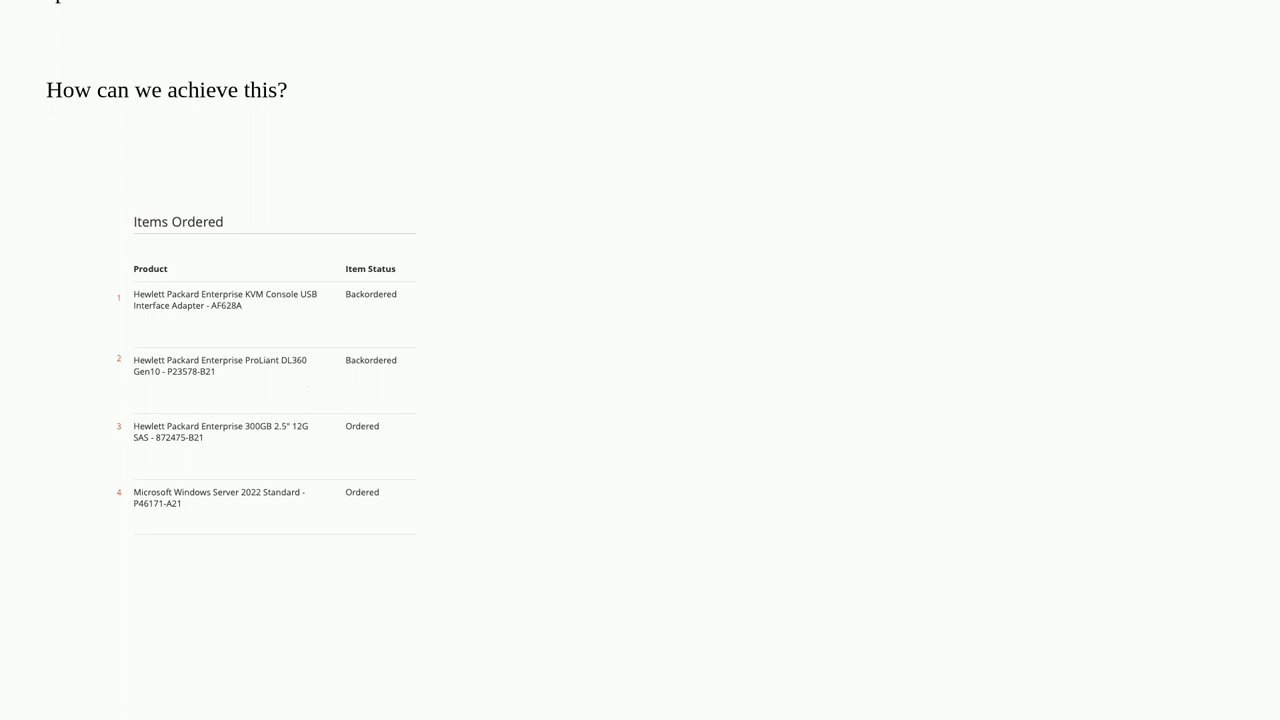 How can we achieve this?
Items Ordered
Product Item Status
1 Hewlett Packard Enterprise KVM Console USB Backordered
Interface Adapter - AF628A
2 Hewlett Packard Enterprise ProLiant DL360 Backordered
Gen10 - P23578-B21
3 Hewlett Packard Enterprise 300GB 2.5" 12G Ordered
SAS - 872475-B21
4 Microsoft Windows Server 2022 Standard - Ordered
P46171-A21